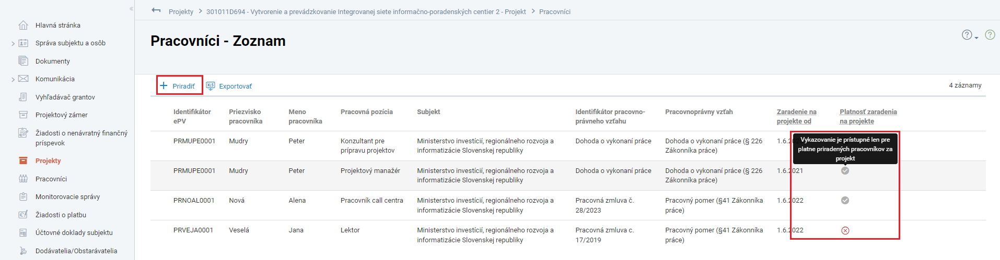 «
Hlavná stránka
Správa subjektu a osôb
Dokumenty
Komunikácia
Vyhľadávač grantov
Projektový zámer
Žiadosti o nenávratný finančný
príspevok
Projekty
Pracovníci
Monitorovacie správy
Žiadosti o platbu
Účtovné doklady subjektu
Dodávatelia/Obstarávatelia
Projekty > 301011D694 - Vytvorenie a prevádzkovanie Integrovanej siete informačno-poradenských centier 2 - Projekt > Pracovníci
Pracovníci - Zoznam
? ?
+ Priradiť XLS Exportovať 4 záznamy
Identifikátor Priezvisko Meno Pracovná pozícia Subjekt Identifikátor pracovno- Pracovnoprávny vzťah Zaradenie na Platnosť zaradenia
ePV pracovníka pracovníka právneho vzťahu projekte od na projekte
PRMUPE0001 Mudry Peter Konzultant pre Ministerstvo investícií, regionálneho rozvoja a Dohoda o vykonaní práce Dohoda o vykonaní práce (§ 226 1.6.
prípravu projektov informatizácie Slovenskej republiky Zákonníka práce)
Vykazovanie je prístupné len pre
platne priradených pracovníkov za
projekt
PRMUPE0001 Mudry Peter Projektový manažér Ministerstvo investícií, regionálneho rozvoja a Dohoda o vykonaní práce Dohoda o vykonaní práce (§ 226 1.6.2021
informatizácie Slovenskej republiky Zákonníka práce)
PRNOAL0001 Nová Alena Pracovník call centra Ministerstvo investícií, regionálneho rozvoja a Pracovná zmluva č. Pracovný pomer (§41 Zákonníka 1.6.2022
informatizácie Slovenskej republiky 28/2023 práce)
PRVEJA0001 Veselá Jana Lektor Ministerstvo investícií, regionálneho rozvoja a Pracovná zmluva c. Pracovný pomer (§41 Zákonníka 1.6.2022
informatizácie Slovenskej republiky 17/2019 práce)